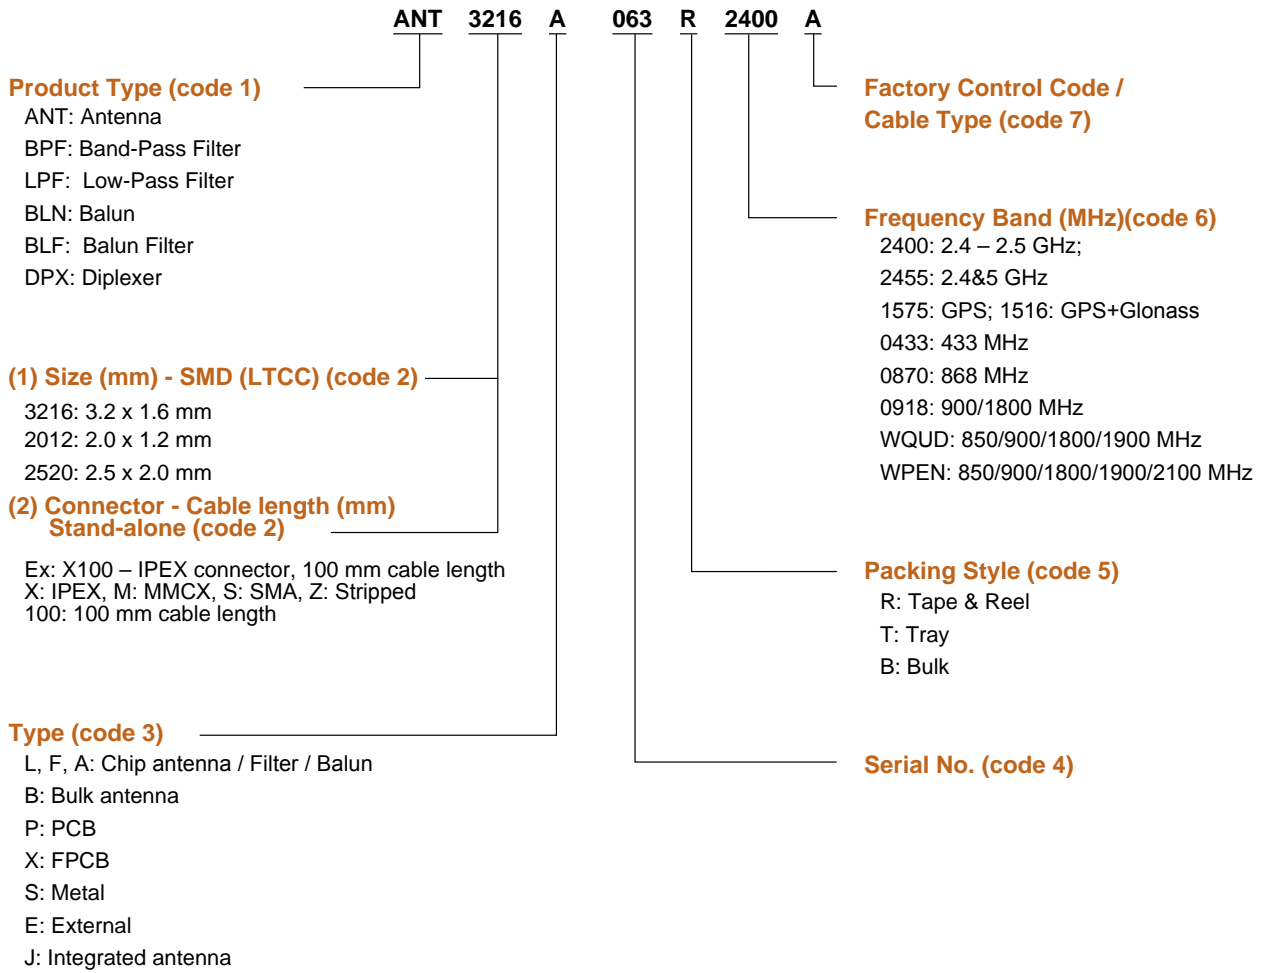 ANT 3216 A 063 R 2400 A
Product Type (code 1)
ANT: Antenna
BPF: Band-Pass Filter
LPF: Low-Pass Filter
BLN: Balun
BLF: Balun Filter
DPX: Diplexer
(1) Size (mm) - SMD (LTCC) (code 2)
3216: 3.2 x 1.6 mm
2012: 2.0 x 1.2 mm
2520: 2.5 x 2.0 mm
(2) Connector - Cable length (mm)
Stand-alone (code 2)
Ex: X100 – IPEX connector, 100 mm cable length
X: IPEX, M: MMCX, S: SMA, Z: Stripped
100: 100 mm cable length
Type (code 3)
L, F, A: Chip antenna / Filter / Balun
B: Bulk antenna
P: PCB
X: FPCB
S: Metal
E: External
J: Integrated antenna
Factory Control Code /
Cable Type (code 7)
Frequency Band (MHz)(code 6)
2400: 2.4 – 2.5 GHz;
2455: 2.4&5 GHz
1575: GPS; 1516: GPS+Glonass
0433: 433 MHz
0870: 868 MHz
0918: 900/1800 MHz
WQUD: 850/900/1800/1900 MHz
WPEN: 850/900/1800/1900/2100 MHz
Packing Style (code 5)
R: Tape & Reel
T: Tray
B: Bulk
Serial No. (code 4)